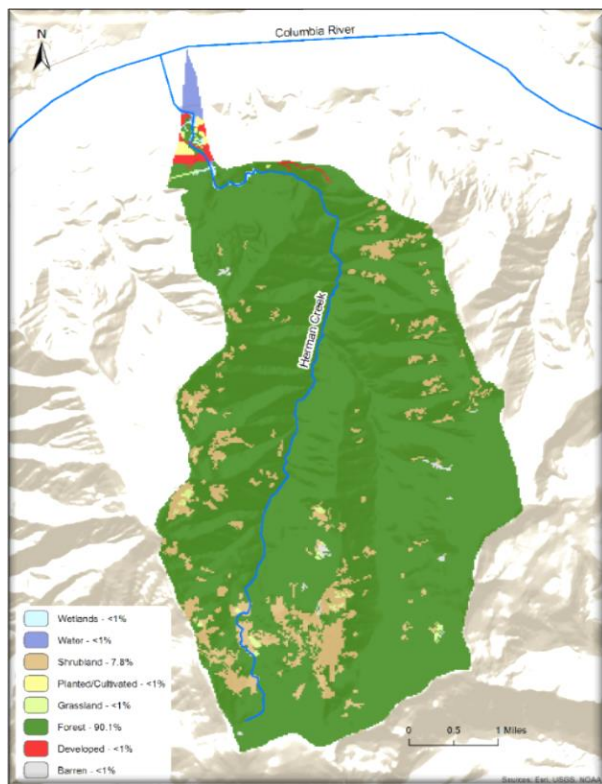 Columbia River
N
Herman Creek
Wetlands - <1%
Water - <1%
Shrubland - 7.8%
Planted/Cultivated - <1%
Grassland - <1%
Forest - 90.1%
Developed - <1%
Barren - <1%
0 0.5 1 Miles
Sources: Esri, USGS, NOAA